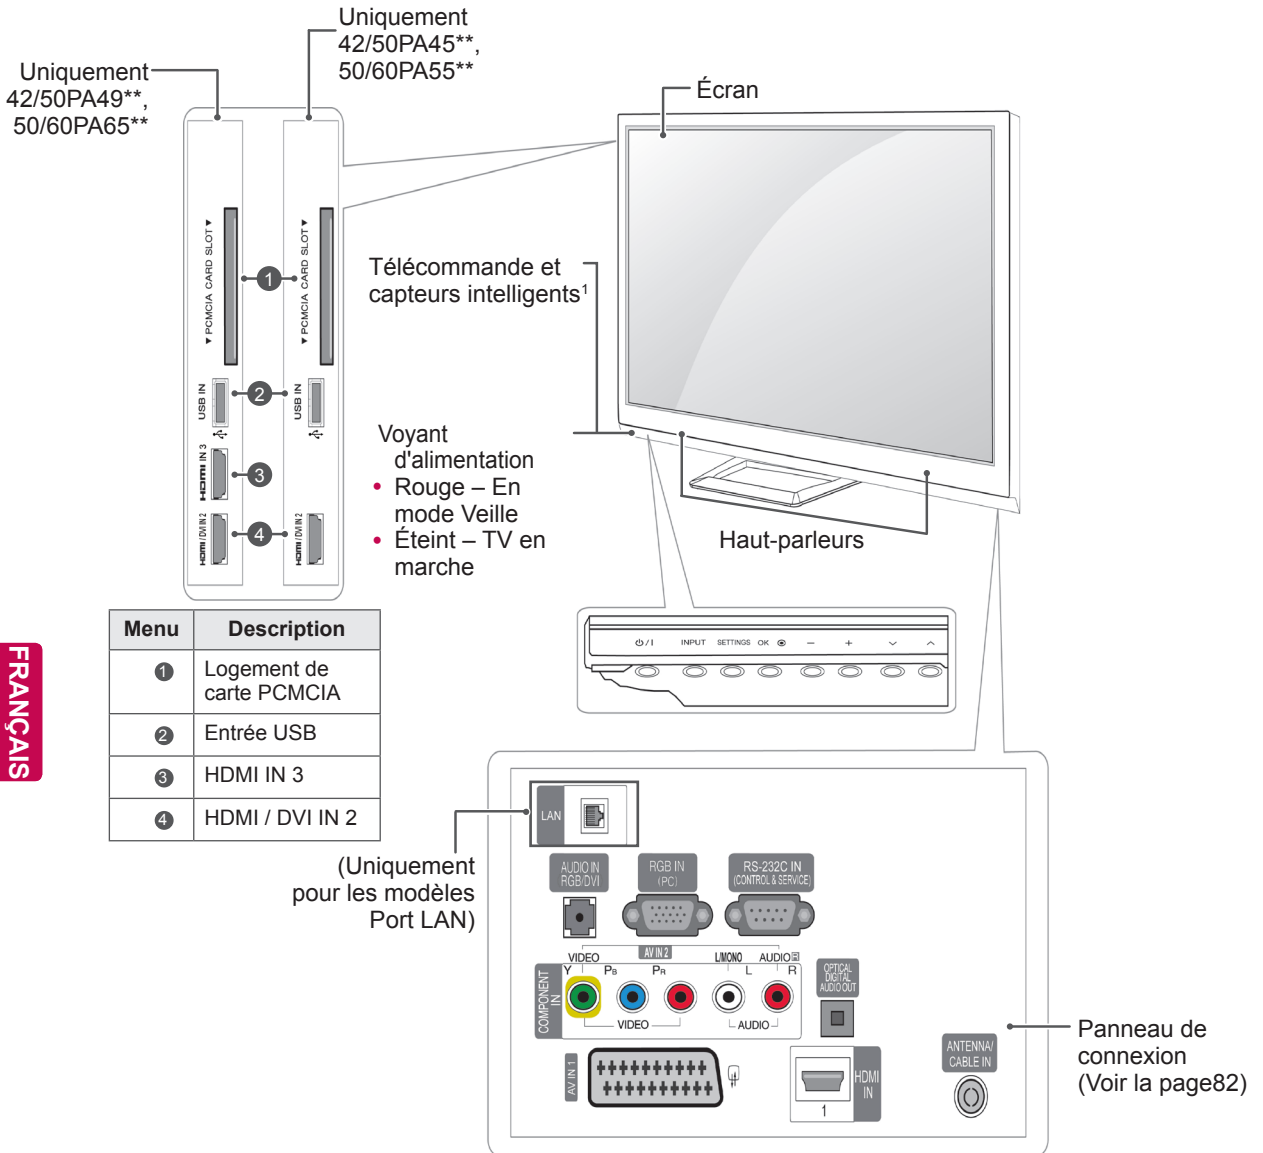 Uniquement
42/50PA45**,
50/60PA55**
Uniquement
42/50PA49**,
50/60PA65**
Écran
▼PCMCIA CARD SLOT▼
▼PCMCIA CARD SLOT▼
1
Télécommande et
capteurs intelligents¹
USB IN
2
USB IN
HDMI IN 3
3
HDMI / DVI IN 2
4
HDMI / DVI IN 2
Voyant
d'alimentation
• Rouge – En
mode Veille
• Éteint – TV en
marche
Haut-parleurs
Menu Description
1 Logement de
carte PCMCIA
2 Entrée USB
3 HDMI IN 3
4 HDMI / DVI IN 2
FRANÇAIS
⏻/I INPUT SETTINGS OK ⦿ − + ﹀ ︿
LAN
(Uniquement
pour les modèles
Port LAN)
AUDIO IN
RGB/DVI
RGB IN
(PC)
RS-232C IN
(CONTROL & SERVICE)
AV IN 2
VIDEO L/MONO AUDIO
Y PB PR L R
COMPONENT
IN
VIDEO AUDIO
OPTICAL
DIGITAL
AUDIO OUT
AV IN 1
HDMI
IN
1
ANTENNA/
CABLE IN
Panneau de
connexion
(Voir la page82)